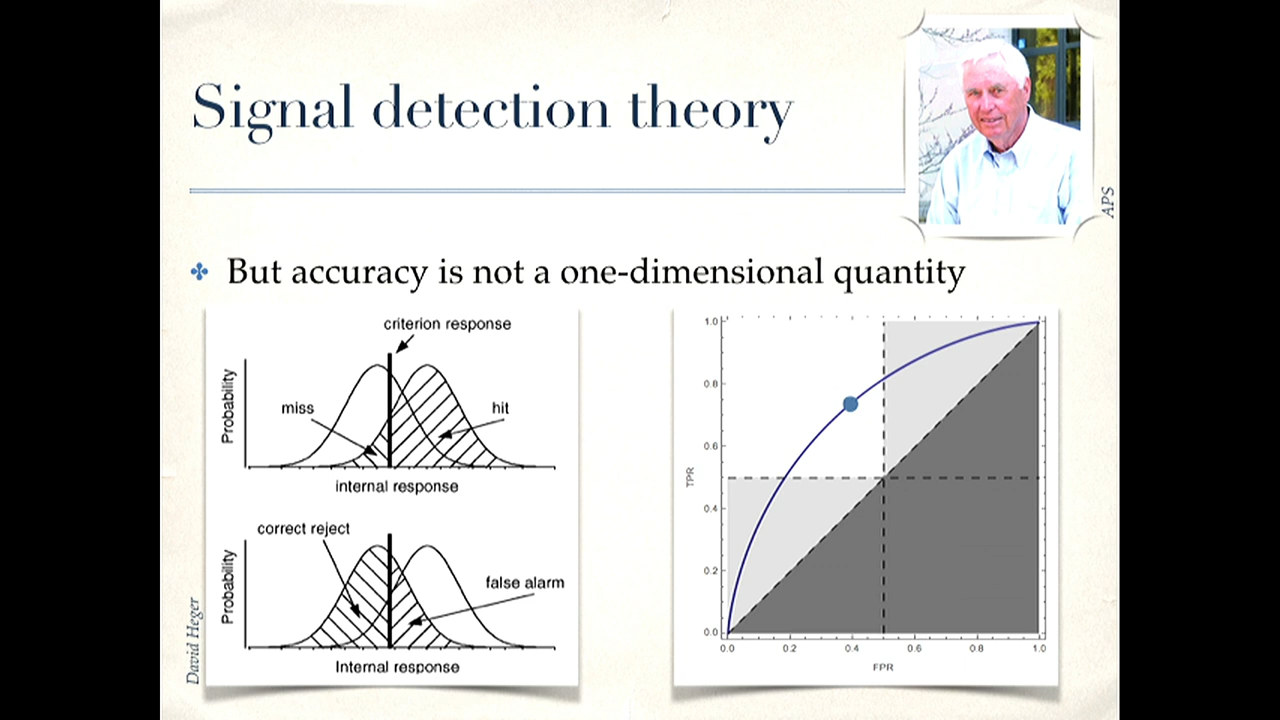 Signal detection theory
APS
But accuracy is not a one-dimensional quantity
criterion response
Probability
miss
hit
internal response
correct reject
Probability
false alarm
Internal response
David Heger
1.0
0.8
0.6
TPR
0.4
0.2
0.0
0.0 0.2 0.4 0.6 0.8 1.0
FPR